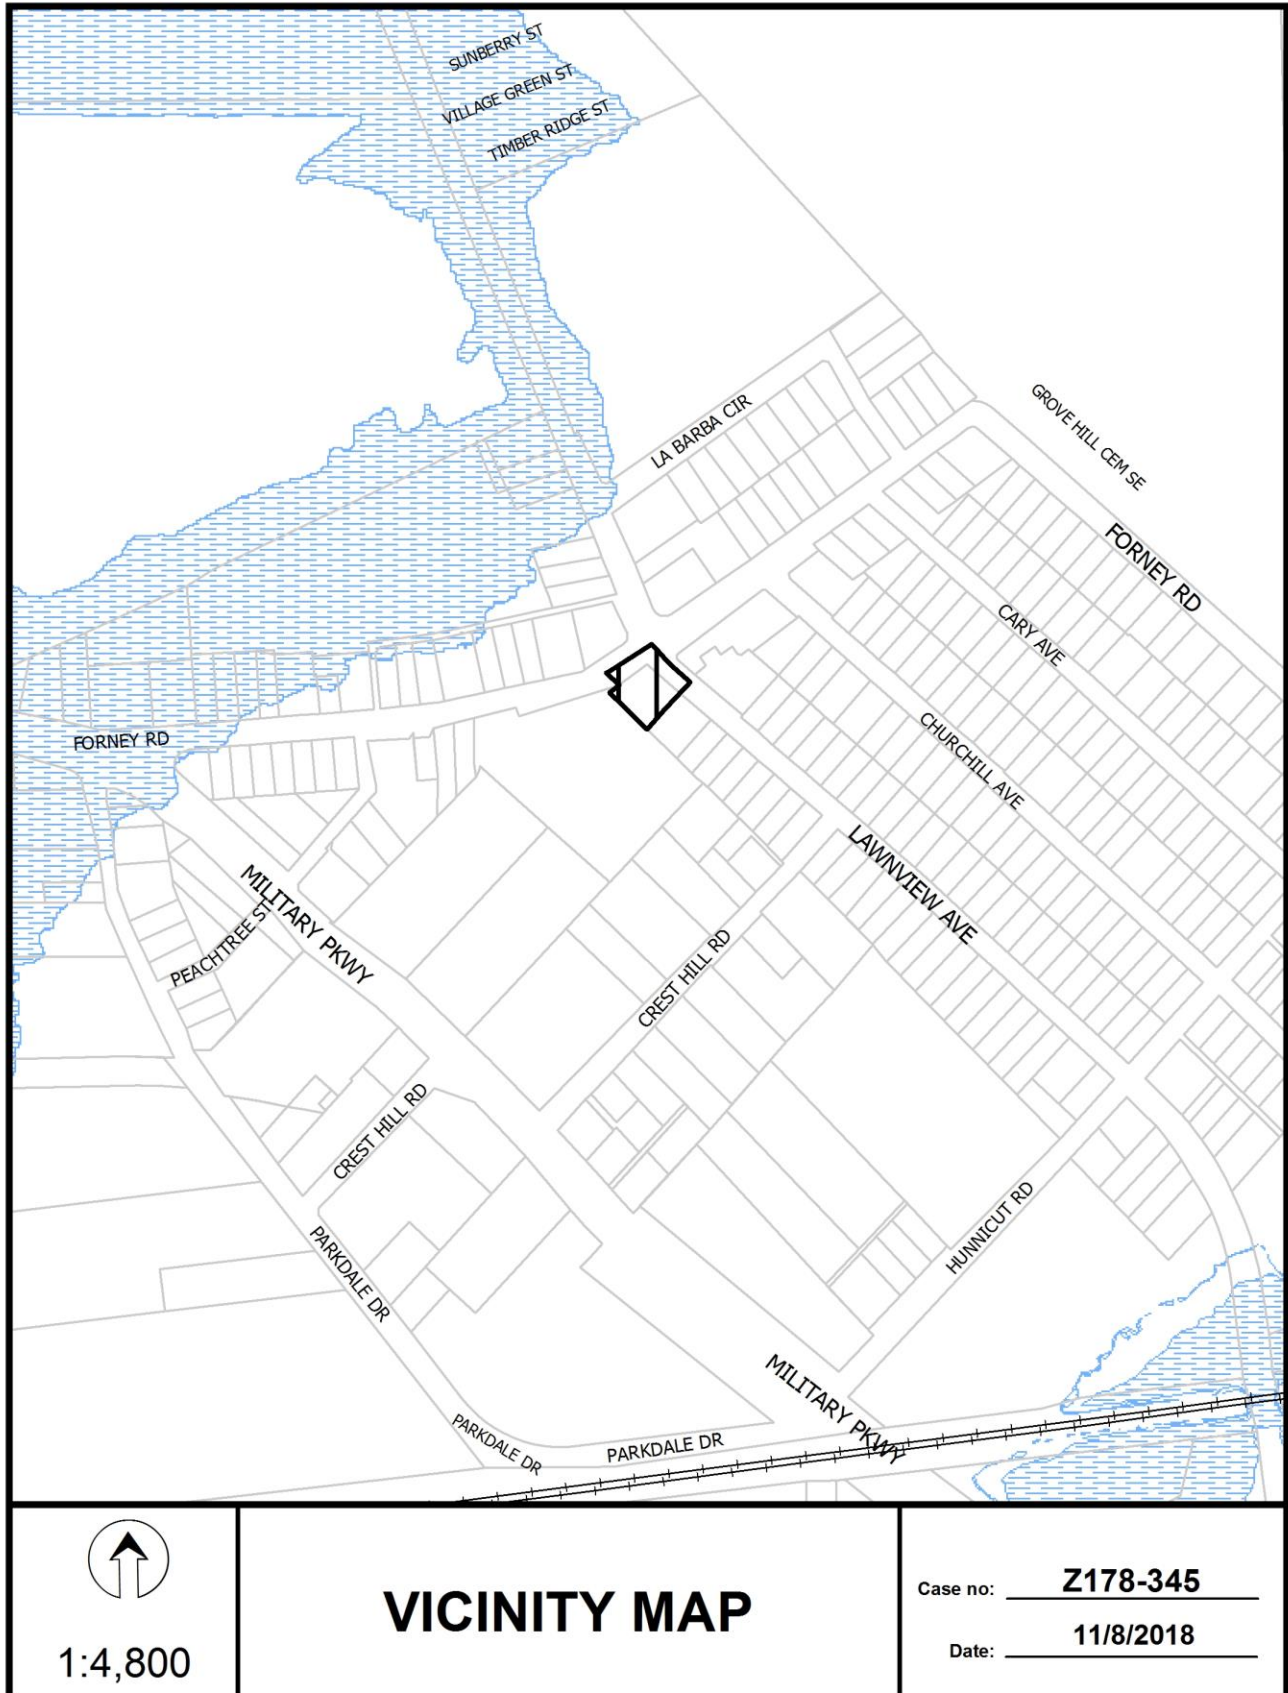 SUNBERRY ST
VILLAGE GREEN ST
TIMBER RIDGE ST
LA BARBA CIR
GROVE HILL CEM SE
FORNEY RD
CARY AVE
FORNEY RD
CHURCHILL AVE
LAWNVIEW AVE
MILITARY PKWY
PEACHTREE ST
CREST HILL RD
CREST HILL RD
HUNNICUT RD
PARKDALE DR
MILITARY PKWY
PARKDALE DR
PARKDALE DR
1:4,800
VICINITY MAP
Case no: Z178-345
Date: 11/8/2018